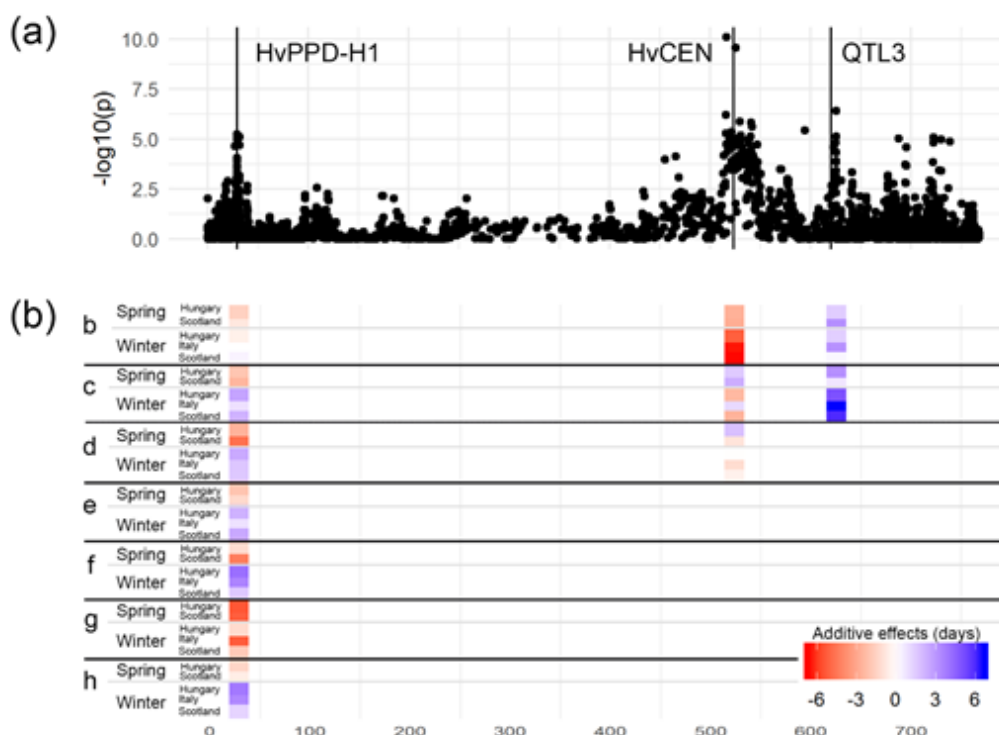 (a)
10.0
HvPPD-H1
HvCEN
QTL3
7.5
5.0
2.5
0.0
-log10(p)
(b)
b
Spring
Hungary
Scotland
Winter
Hungary
Italy
Scotland
c
Spring
Hungary
Scotland
Winter
Hungary
Italy
Scotland
d
Spring
Hungary
Scotland
Winter
Hungary
Italy
Scotland
e
Spring
Hungary
Scotland
Winter
Hungary
Italy
Scotland
f
Spring
Hungary
Scotland
Winter
Hungary
Italy
Scotland
g
Spring
Hungary
Scotland
Winter
Hungary
Italy
Scotland
h
Spring
Hungary
Scotland
Winter
Hungary
Italy
Scotland
Additive effects (days)
-6 -3 0 3 6
0 100 200 300 400 500 600 700